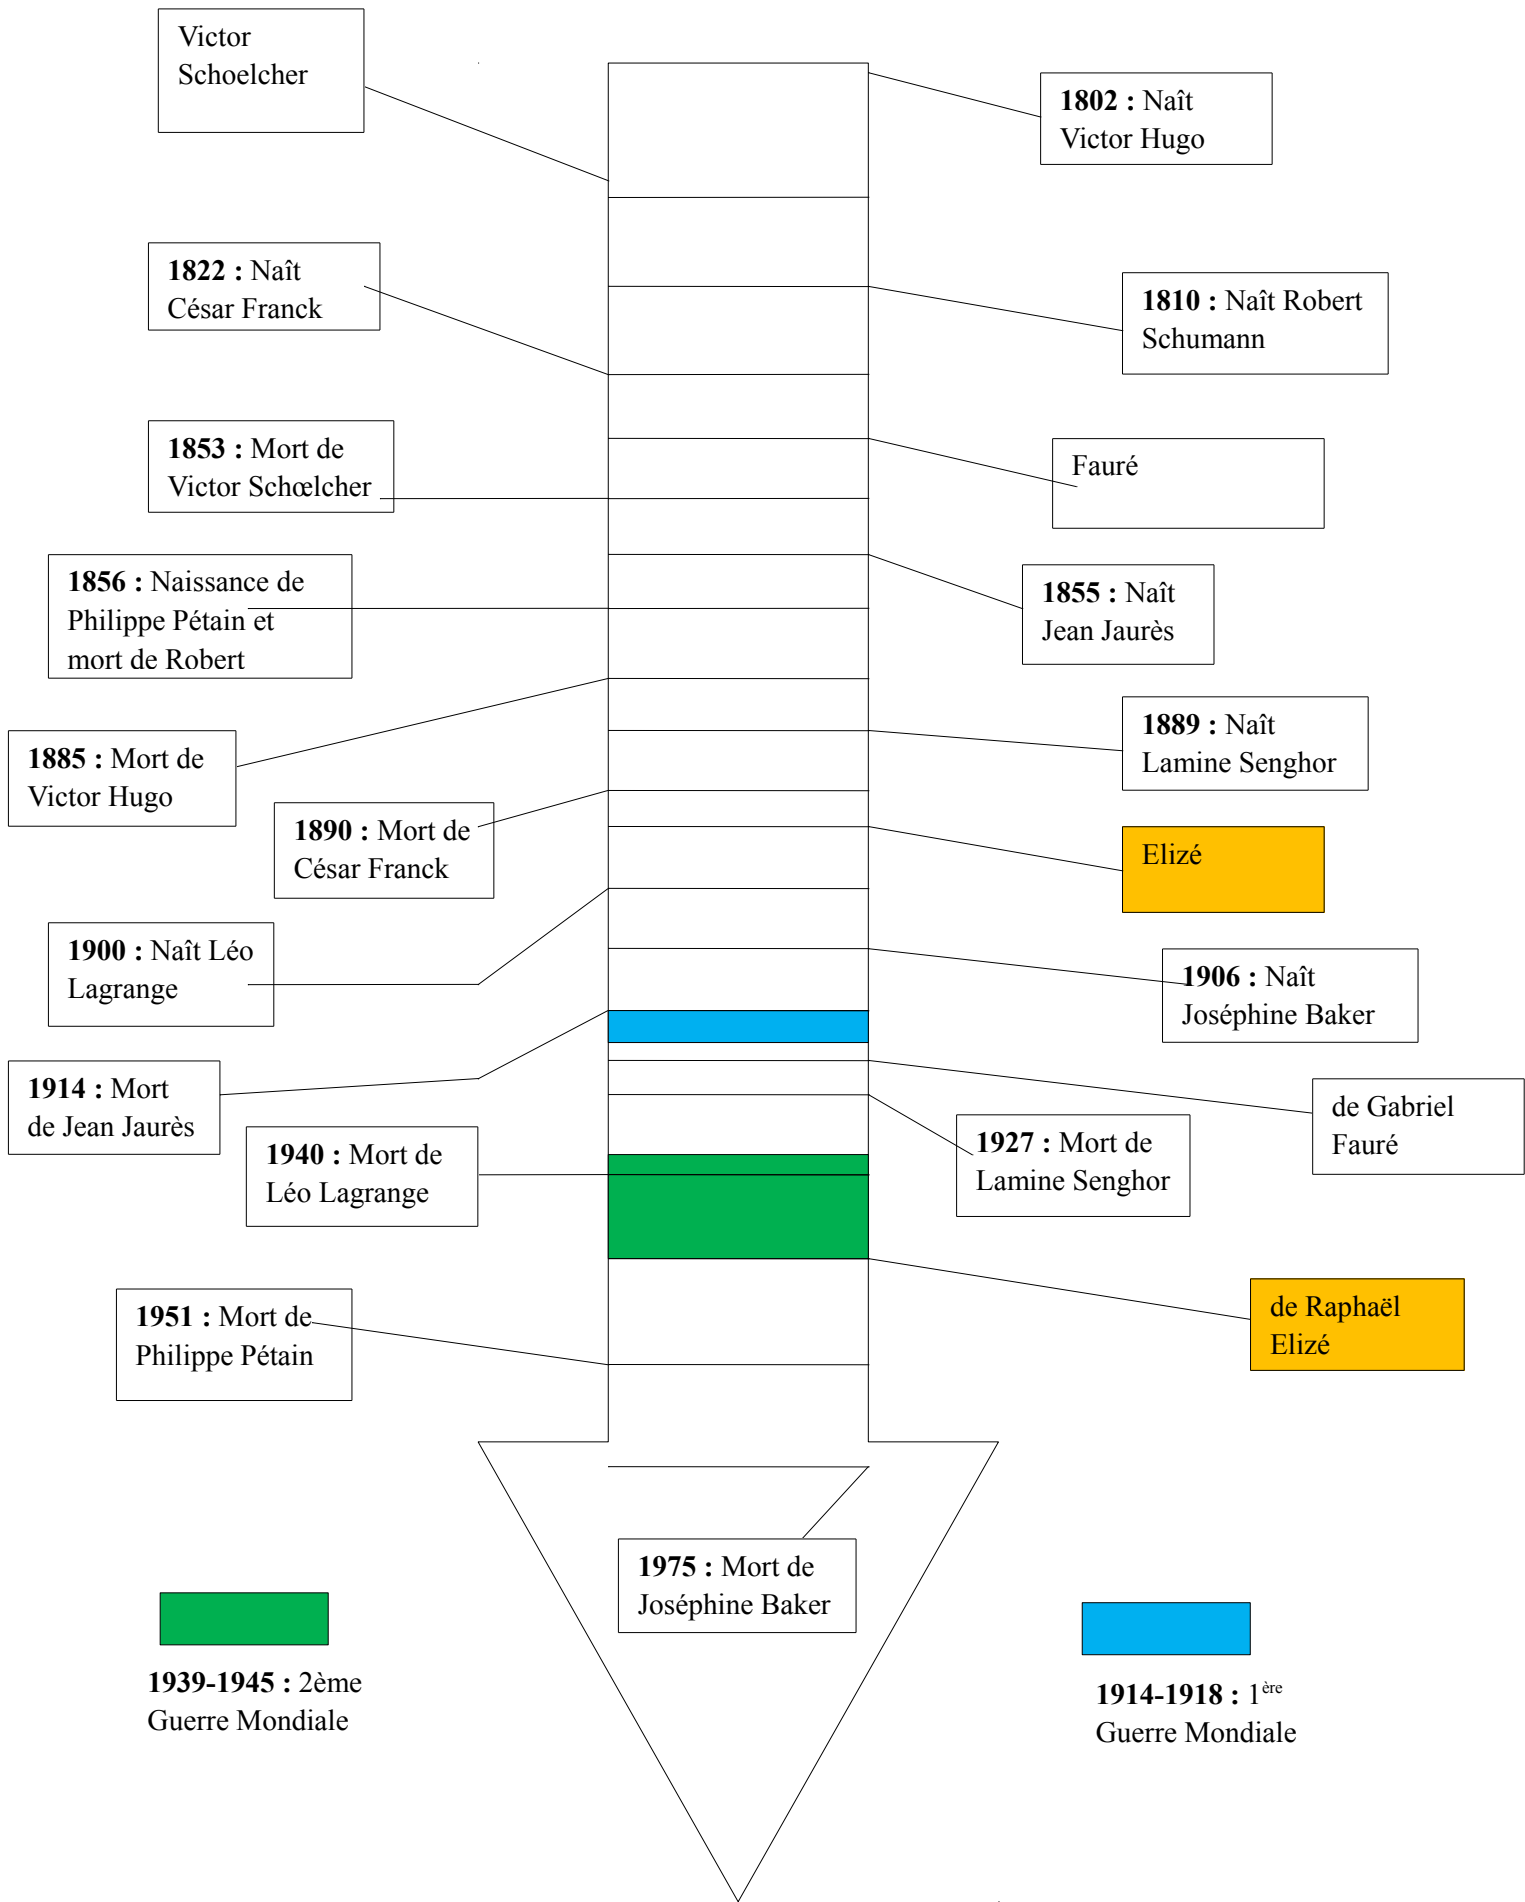 Victor
Schoelcher
1802 : Naît
Victor Hugo
1822 : Naît
César Franck
1810 : Naît Robert
Schumann
1853 : Mort de
Victor Schœlcher
Fauré
1856 : Naissance de
Philippe Pétain et
mort de Robert
1855 : Naît
Jean Jaurès
1885 : Mort de
Victor Hugo
1889 : Naît
Lamine Senghor
1890 : Mort de
César Franck
Elizé
1900 : Naît Léo
Lagrange
1906 : Naît
Joséphine Baker
1914 : Mort
de Jean Jaurès
de Gabriel
Fauré
1940 : Mort de
Léo Lagrange
1927 : Mort de
Lamine Senghor
1951 : Mort de
Philippe Pétain
de Raphaël
Elizé
1975 : Mort de
Joséphine Baker
1939-1945 : 2ème
Guerre Mondiale
1914-1918 : 1ère
Guerre Mondiale